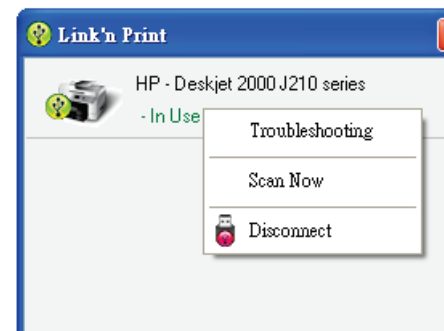 Link'n Print
HP - Deskjet 2000 J210 series
- In Use
Troubleshooting
Scan Now
Disconnect